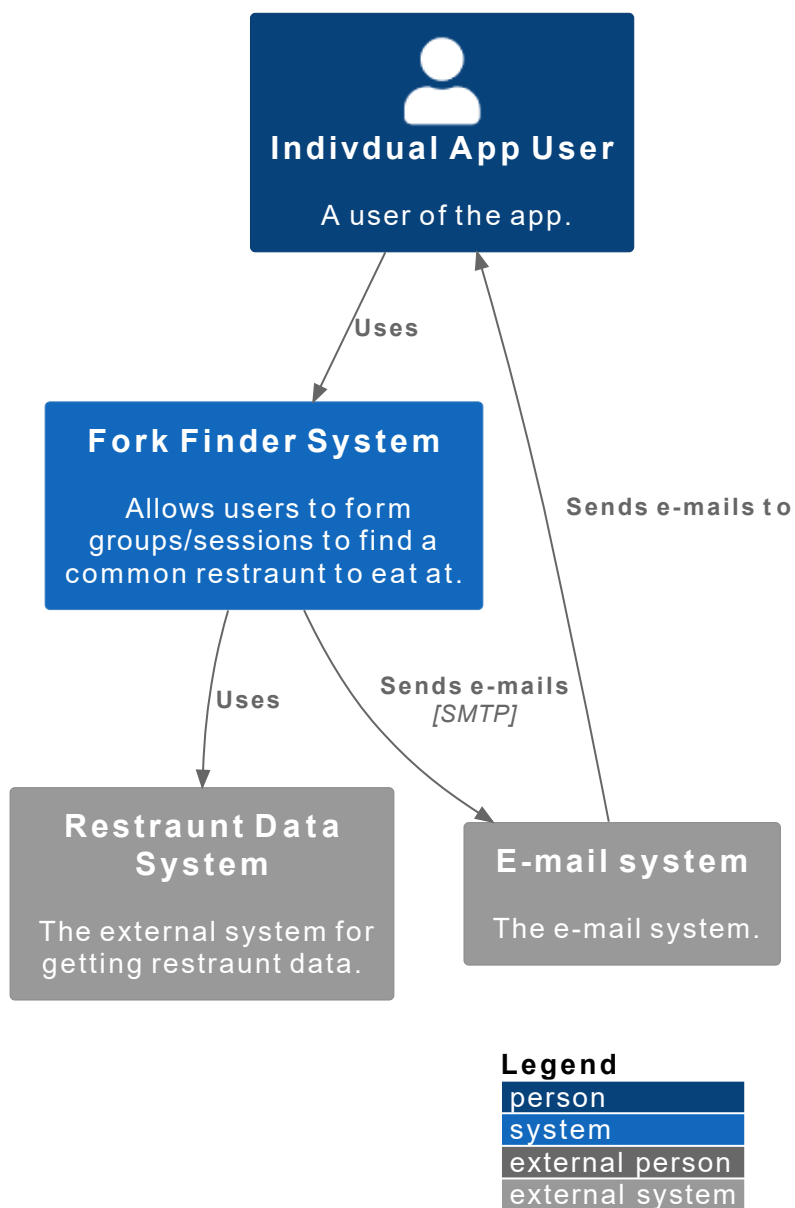 Indivdual App User
A user of the app.
Uses
Fork Finder System
Allows users to form
groups/sessions to find a
common restraunt to eat at.
Sends e-mails to
Uses
Sends e-mails
[SMTP]
Restraunt Data
System
The external system for
getting restraunt data.
E-mail system
The e-mail system.
Legend
person
system
external person
external system